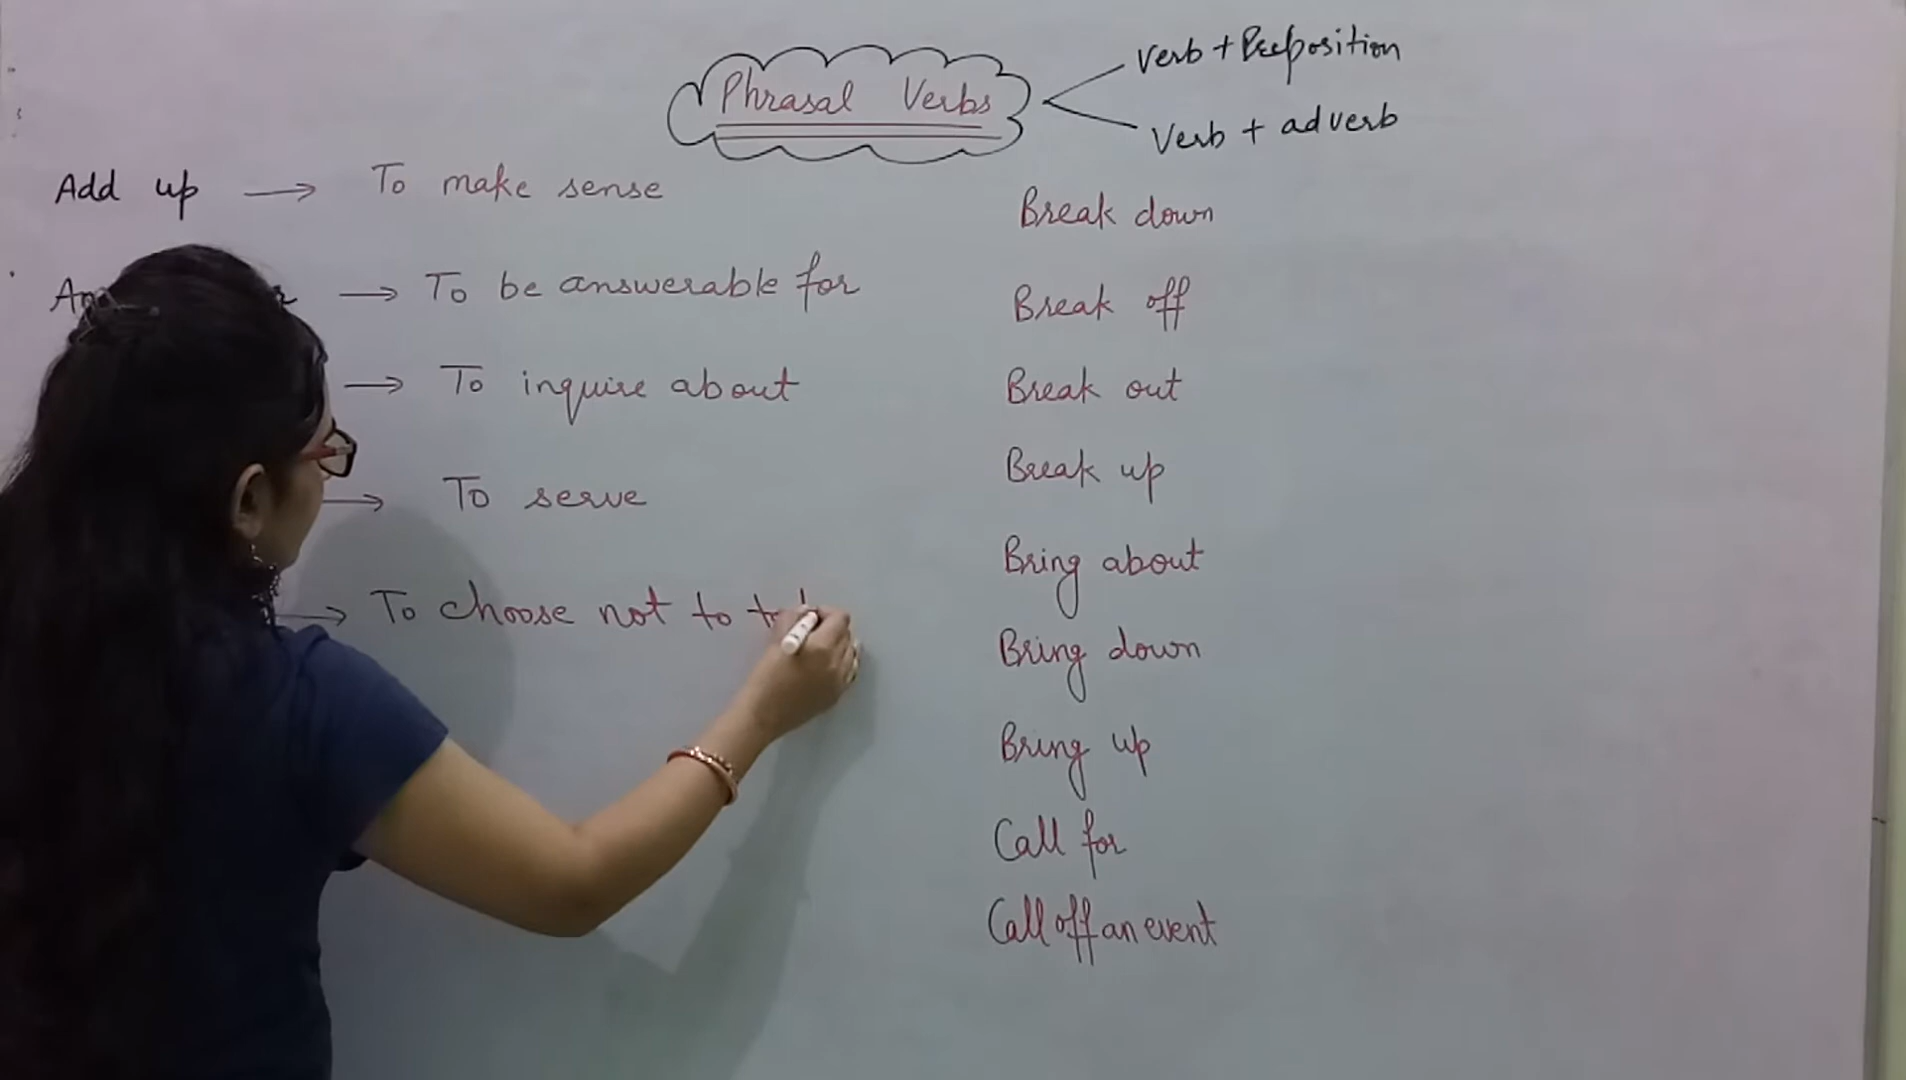 Phrasal Verbs
Verb + Preposition
Verb + adverb
Add up → To make sense
→ To be answerable for
→ To inquire about
→ To serve
→ To choose not to
Break down
Break off
Break out
Break up
Bring about
Bring down
Bring up
Call for
Call off an event